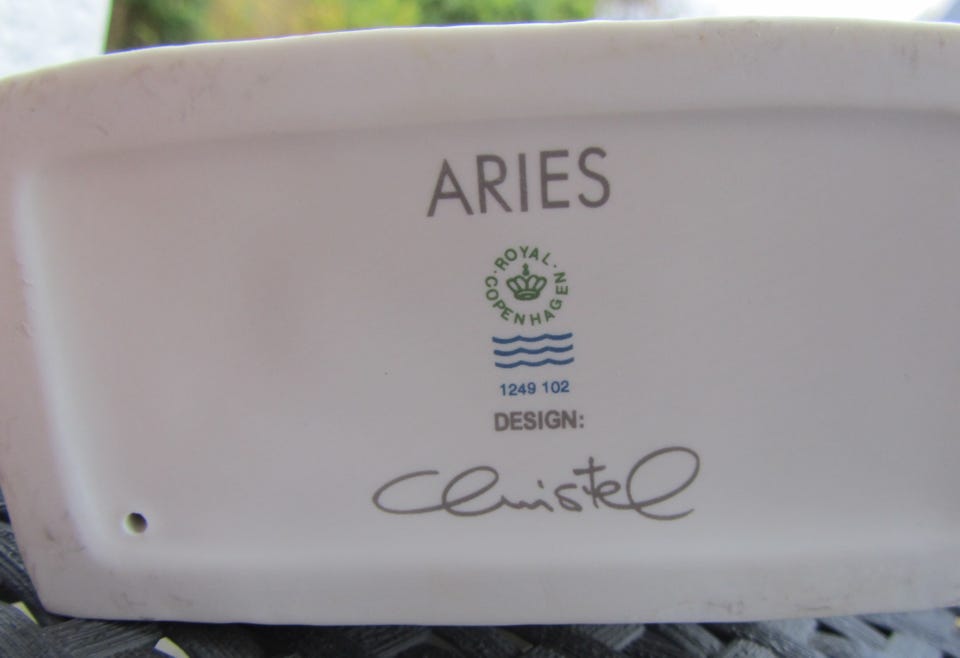 ARIES
ROYAL
COPENHAGEN
1249 102
DESIGN:
Christel